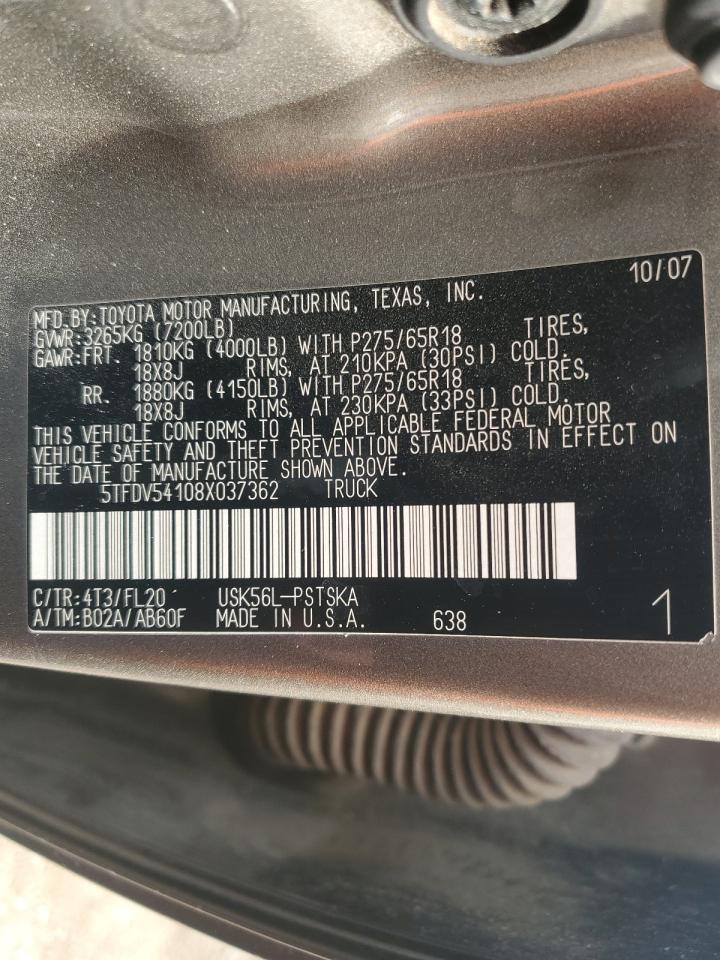 10/07
MFD.BY:TOYOTA MOTOR MANUFACTURING, TEXAS, INC.
GVWR:3265KG (7200LB)
GAWR:FRT. 1810KG (4000LB) WITH P275/65R18 TIRES,
18X8J RIMS, AT 210KPA (30PSI) COLD.
RR. 1880KG (4150LB) WITH P275/65R18 TIRES,
18X8J RIMS, AT 230KPA (33PSI) COLD.
THIS VEHICLE CONFORMS TO ALL APPLICABLE FEDERAL MOTOR
VEHICLE SAFETY AND THEFT PREVENTION STANDARDS IN EFFECT ON
THE DATE OF MANUFACTURE SHOWN ABOVE.
5TFDV54108X037362 TRUCK
C/TR:4T3/FL20 USK56L-PSTSKA
A/TM:B02A/AB60F MADE IN U.S.A. 638 1